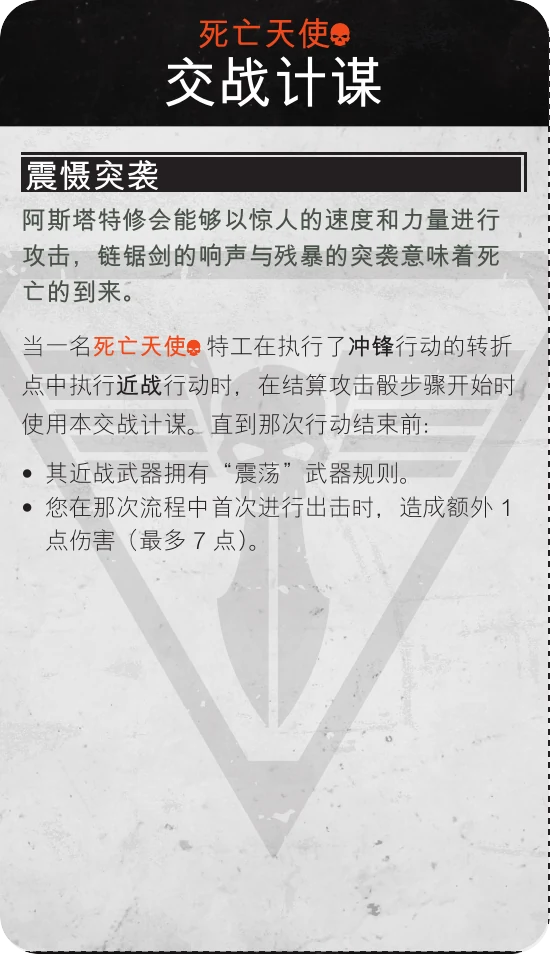 死亡天使
交战计谋
震慑突袭
阿斯塔特修会能够以惊人的速度和力量进行
攻击，链锯剑的响声与残暴的突袭意味着死
亡的到来。
当一名死亡天使特工在执行了冲锋行动的转折
点中执行近战行动时，在结算攻击骰步骤开始时
使用本交战计谋。直到那次行动结束前:
• 其近战武器拥有“震荡”武器规则。
• 您在那次流程中首次进行出击时，造成额外 1
点伤害（最多 7 点）。